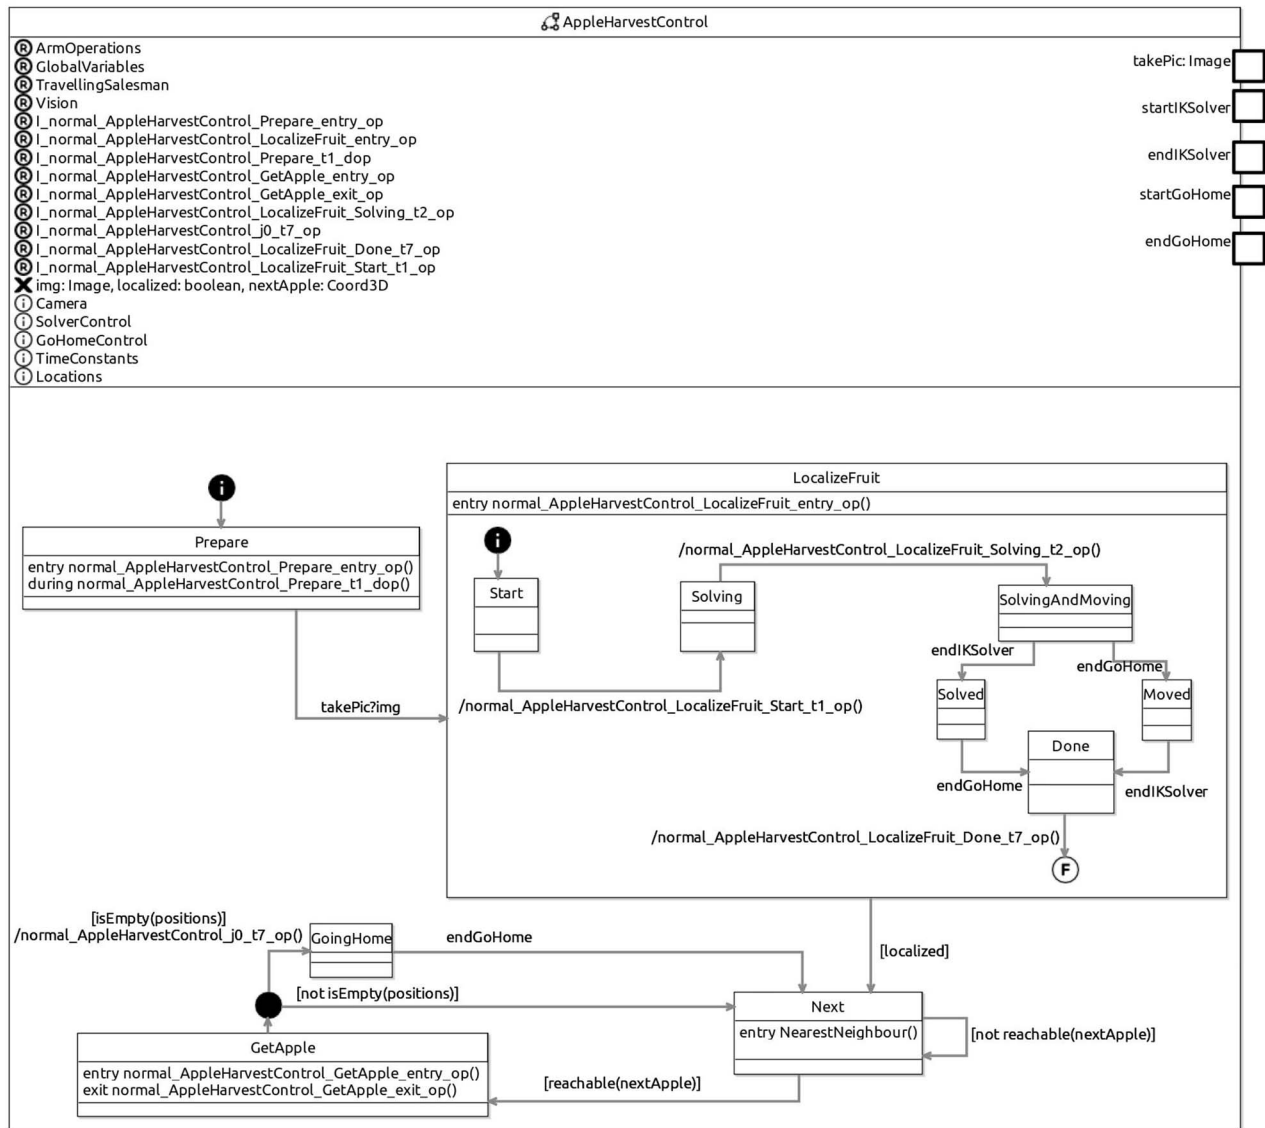 AppleHarvestControl
R ArmOperations
R GlobalVariables
R TravellingSalesman
R Vision
R I_normal_AppleHarvestControl_Prepare_entry_op
R I_normal_AppleHarvestControl_LocalizeFruit_entry_op
R I_normal_AppleHarvestControl_Prepare_t1_dop
R I_normal_AppleHarvestControl_GetApple_entry_op
R I_normal_AppleHarvestControl_GetApple_exit_op
R I_normal_AppleHarvestControl_LocalizeFruit_Solving_t2_op
R I_normal_AppleHarvestControl_j0_t7_op
R I_normal_AppleHarvestControl_LocalizeFruit_Done_t7_op
R I_normal_AppleHarvestControl_LocalizeFruit_Start_t1_op
X img: Image, localized: boolean, nextApple: Coord3D
i Camera
i SolverControl
i GoHomeControl
i TimeConstants
i Locations
takePic: Image
startIKSolver
endIKSolver
startGoHome
endGoHome
i
Prepare
entry normal_AppleHarvestControl_Prepare_entry_op()
during normal_AppleHarvestControl_Prepare_t1_dop()
takePic?img
LocalizeFruit
entry normal_AppleHarvestControl_LocalizeFruit_entry_op()
i
Start
/normal_AppleHarvestControl_LocalizeFruit_Start_t1_op()
Solving
/normal_AppleHarvestControl_LocalizeFruit_Solving_t2_op()
SolvingAndMoving
endIKSolver
endGoHome
Solved
Moved
Done
endGoHome
endIKSolver
/normal_AppleHarvestControl_LocalizeFruit_Done_t7_op()
F
[isEmpty(positions)]
/normal_AppleHarvestControl_j0_t7_op()
GoingHome
endGoHome
[localized]
[not isEmpty(positions)]
Next
entry NearestNeighbour()
[not reachable(nextApple)]
[reachable(nextApple)]
GetApple
entry normal_AppleHarvestControl_GetApple_entry_op()
exit normal_AppleHarvestControl_GetApple_exit_op()